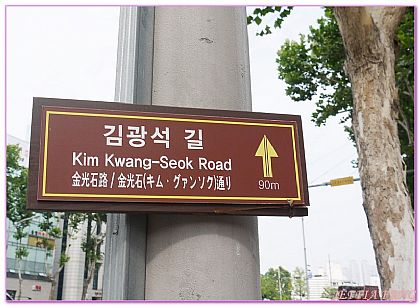 김광석 길
Kim Kwang-Seok Road
金光石路 / 金光石(キム・グァンソク)通り
90m